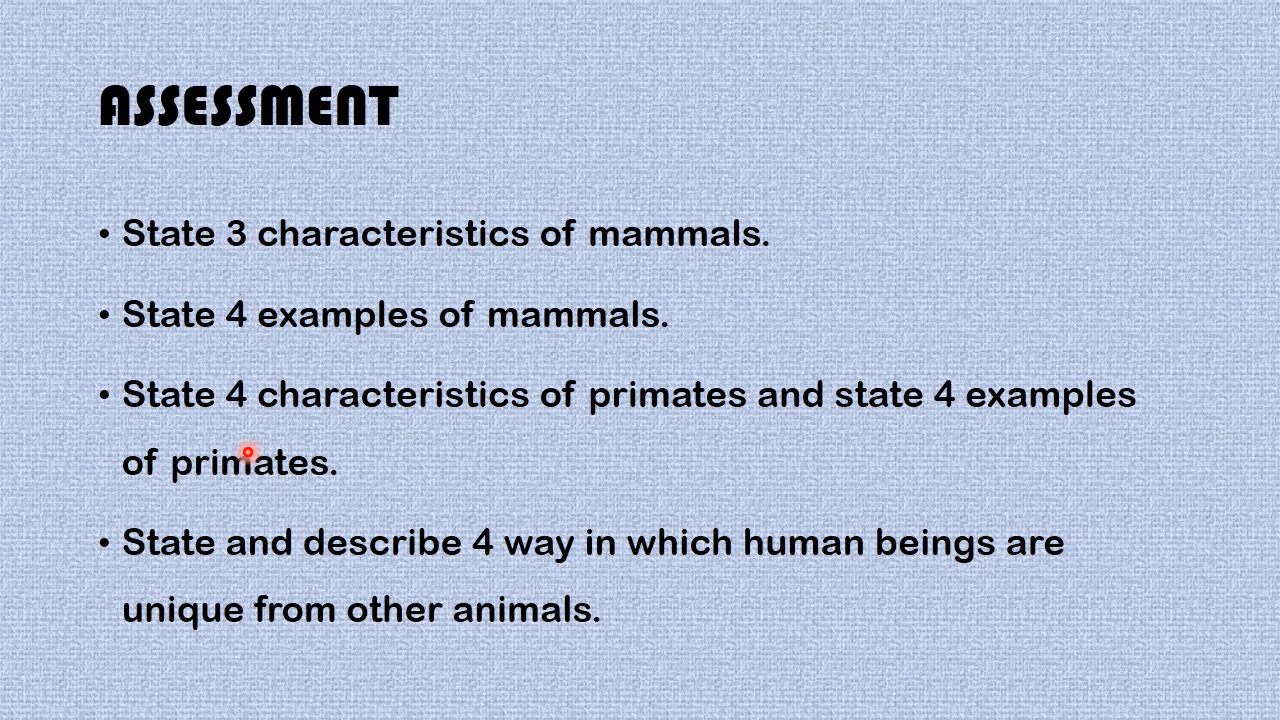 ASSESSMENT
• State 3 characteristics of mammals.
• State 4 examples of mammals.
• State 4 characteristics of primates and state 4 examples
of primates.
• State and describe 4 way in which human beings are
unique from other animals.